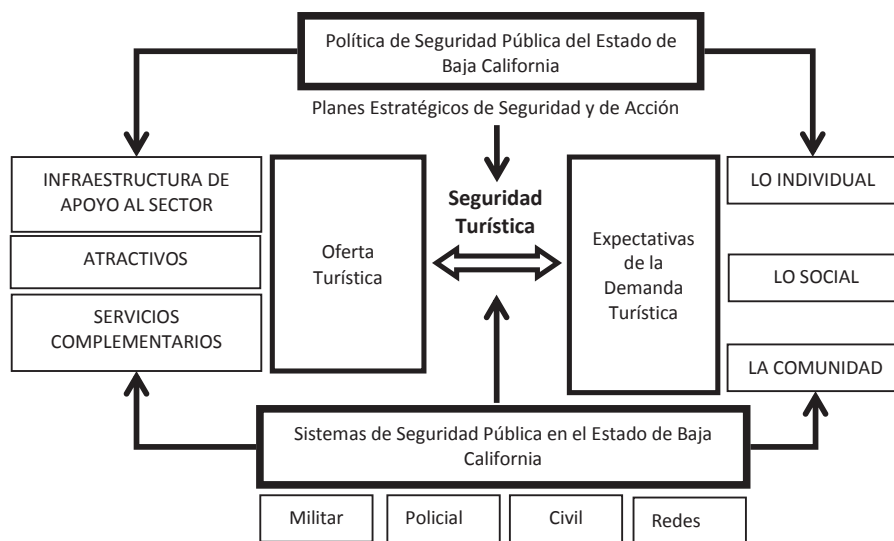 Política de Seguridad Pública del Estado de
Baja California
Planes Estratégicos de Seguridad y de Acción
INFRAESTRUCTURA DE
APOYO AL SECTOR
ATRACTIVOS
SERVICIOS
COMPLEMENTARIOS
Oferta
Turística
Seguridad
Turística
Expectativas
de la
Demanda
Turística
LO INDIVIDUAL
LO SOCIAL
LA COMUNIDAD
Sistemas de Seguridad Pública en el Estado de Baja
California
Militar
Policial
Civil
Redes